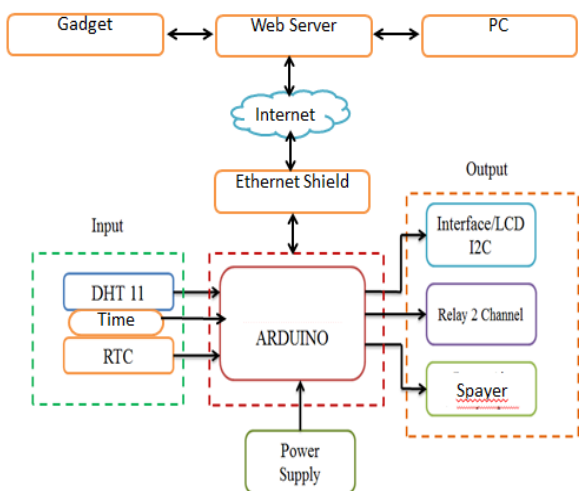 Gadget
Web Server
PC
Internet
Ethernet Shield
Output
Input
Interface/LCD
I2C
DHT 11
Time
RTC
ARDUINO
Relay 2 Channel
Spayer
Power
Supply